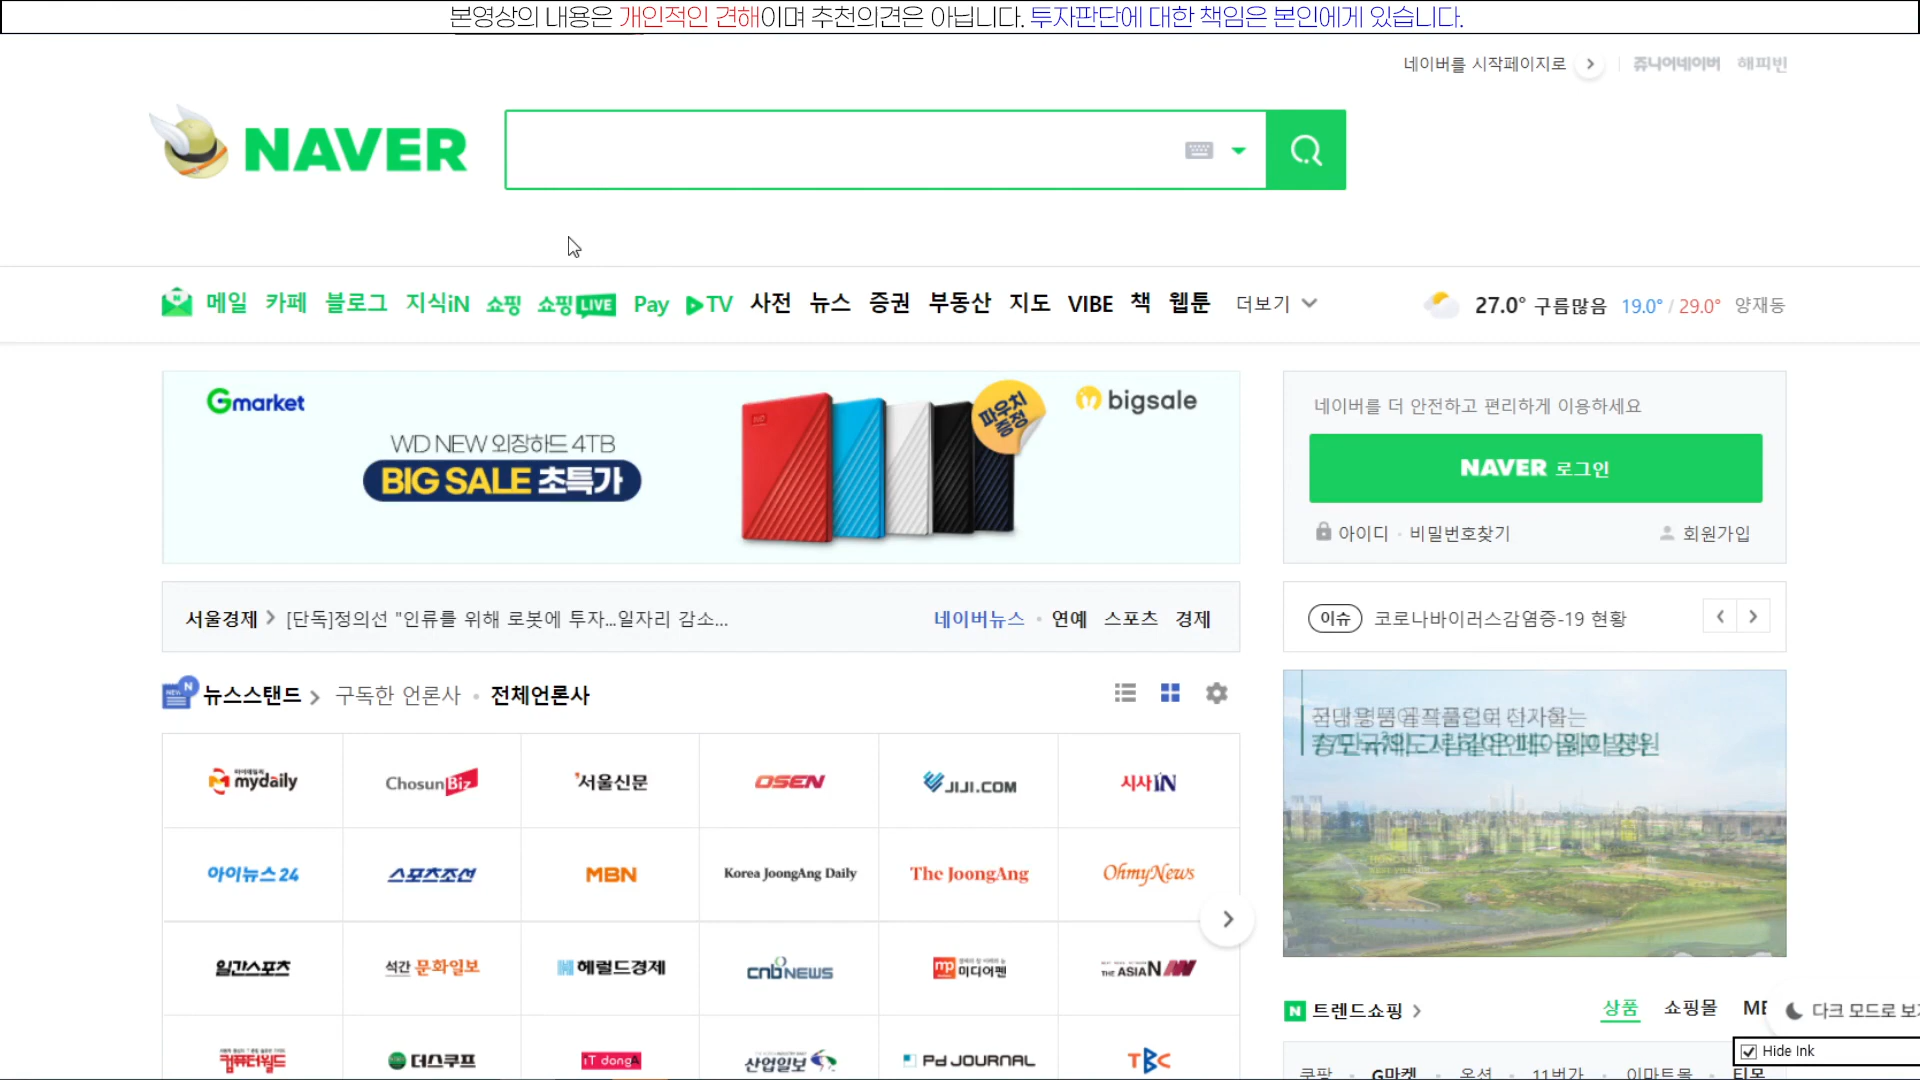 본영상의 내용은 개인적인 견해이며 추천의견은 아닙니다. 투자판단에 대한 책임은 본인에게 있습니다.
네이버를 시작페이지로 쥬니어네이버 해피빈
NAVER
메일 카페 블로그 지식iN 쇼핑 쇼핑LIVE Pay TV 사전 뉴스 증권 부동산 지도 VIBE 책 웹툰 더보기
27.0° 구름많음 19.0° / 29.0° 양재동
Gmarket
WD NEW 외장하드 4TB
BIG SALE 초특가
파우치 증정
bigsale
네이버를 더 안전하고 편리하게 이용하세요
NAVER 로그인
아이디 · 비밀번호찾기 회원가입
서울경제 [단독]정의선 "인류를 위해 로봇에 투자...일자리 감소...
네이버뉴스 · 연예 스포츠 경제
이슈 코로나바이러스감염증-19 현황
뉴스스탠드 구독한 언론사 · 전체언론사
마이데일리 mydaily ChosunBiz 서울신문 OSEN JIJI.COM 시사IN
아이뉴스24 스포츠조선 MBN Korea JoongAng Daily The JoongAng OhmyNews
일간스포츠 석간 문화일보 헤럴드경제 CNBNEWS mp 미디어펜 THE ASIAN
컴퓨터월드 더스쿠프 IT dongA 산업일보 Pd JOURNAL TBC
트렌드쇼핑 상품 쇼핑몰
다크 모드로 보기
Hide Ink
쿠팡 · G마켓 · 옥션 · 11번가 · 이마트몰 · 티몬